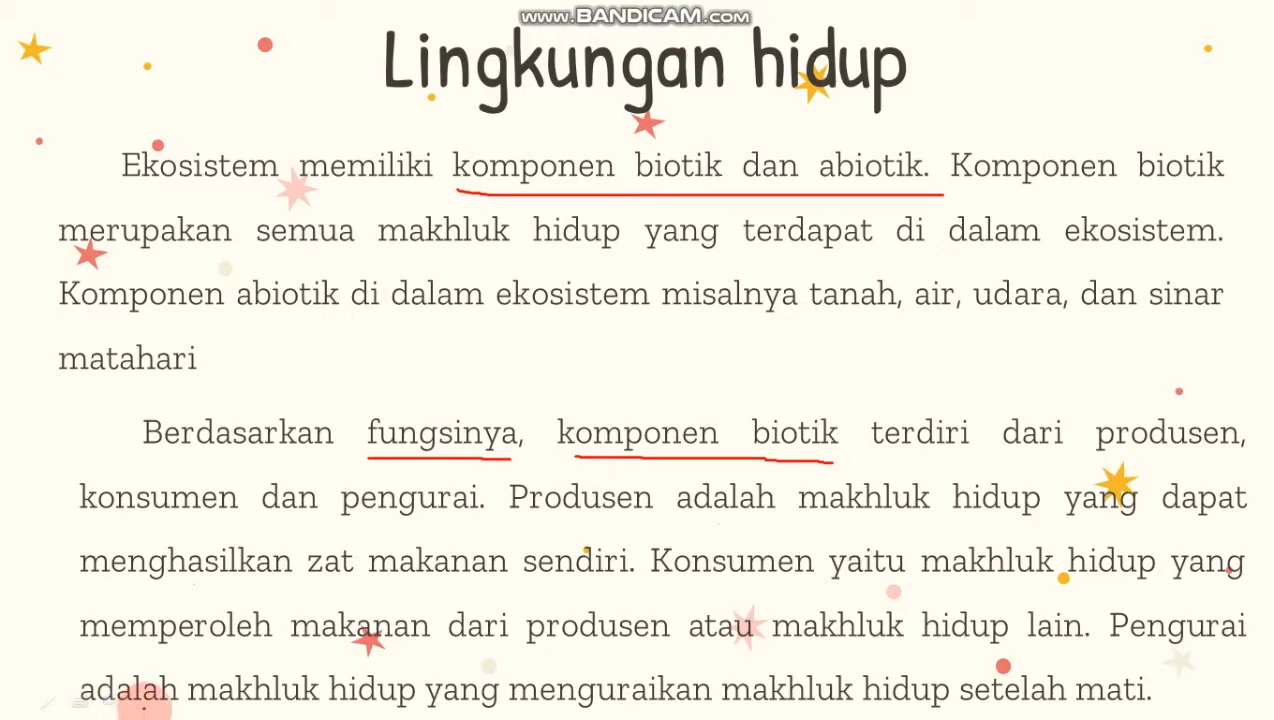 www.BANDICAM.com
Lingkungan hidup
Ekosistem memiliki komponen biotik dan abiotik. Komponen biotik
merupakan semua makhluk hidup yang terdapat di dalam ekosistem.
Komponen abiotik di dalam ekosistem misalnya tanah, air, udara, dan sinar
matahari
Berdasarkan fungsinya, komponen biotik terdiri dari produsen,
konsumen dan pengurai. Produsen adalah makhluk hidup yang dapat
menghasilkan zat makanan sendiri. Konsumen yaitu makhluk hidup yang
memperoleh makanan dari produsen atau makhluk hidup lain. Pengurai
adalah makhluk hidup yang menguraikan makhluk hidup setelah mati.